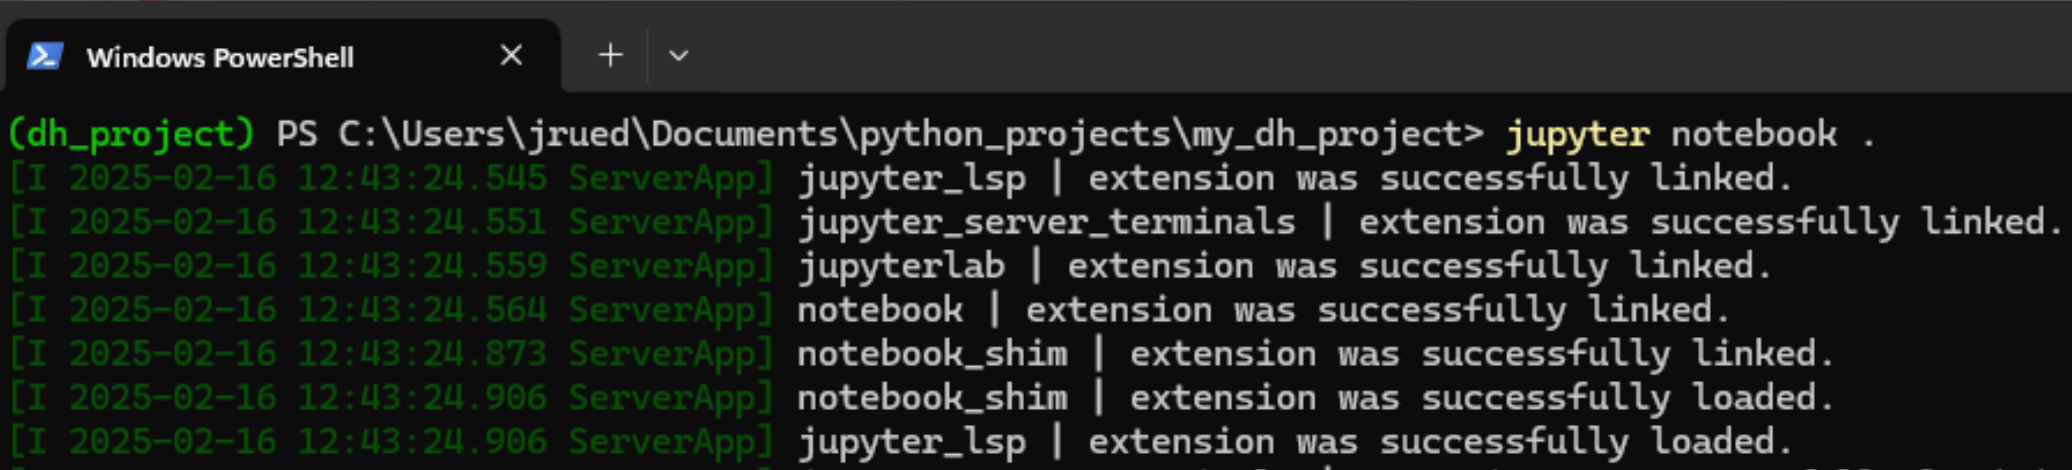 Windows PowerShell
(dh_project) PS C:\Users\jrued\Documents\python_projects\my_dh_project> jupyter notebook .
[I 2025-02-16 12:43:24.545 ServerApp] jupyter_lsp | extension was successfully linked.
[I 2025-02-16 12:43:24.551 ServerApp] jupyter_server_terminals | extension was successfully linked.
[I 2025-02-16 12:43:24.559 ServerApp] jupyterlab | extension was successfully linked.
[I 2025-02-16 12:43:24.564 ServerApp] notebook | extension was successfully linked.
[I 2025-02-16 12:43:24.873 ServerApp] notebook_shim | extension was successfully linked.
[I 2025-02-16 12:43:24.906 ServerApp] notebook_shim | extension was successfully loaded.
[I 2025-02-16 12:43:24.906 ServerApp] jupyter_lsp | extension was successfully loaded.